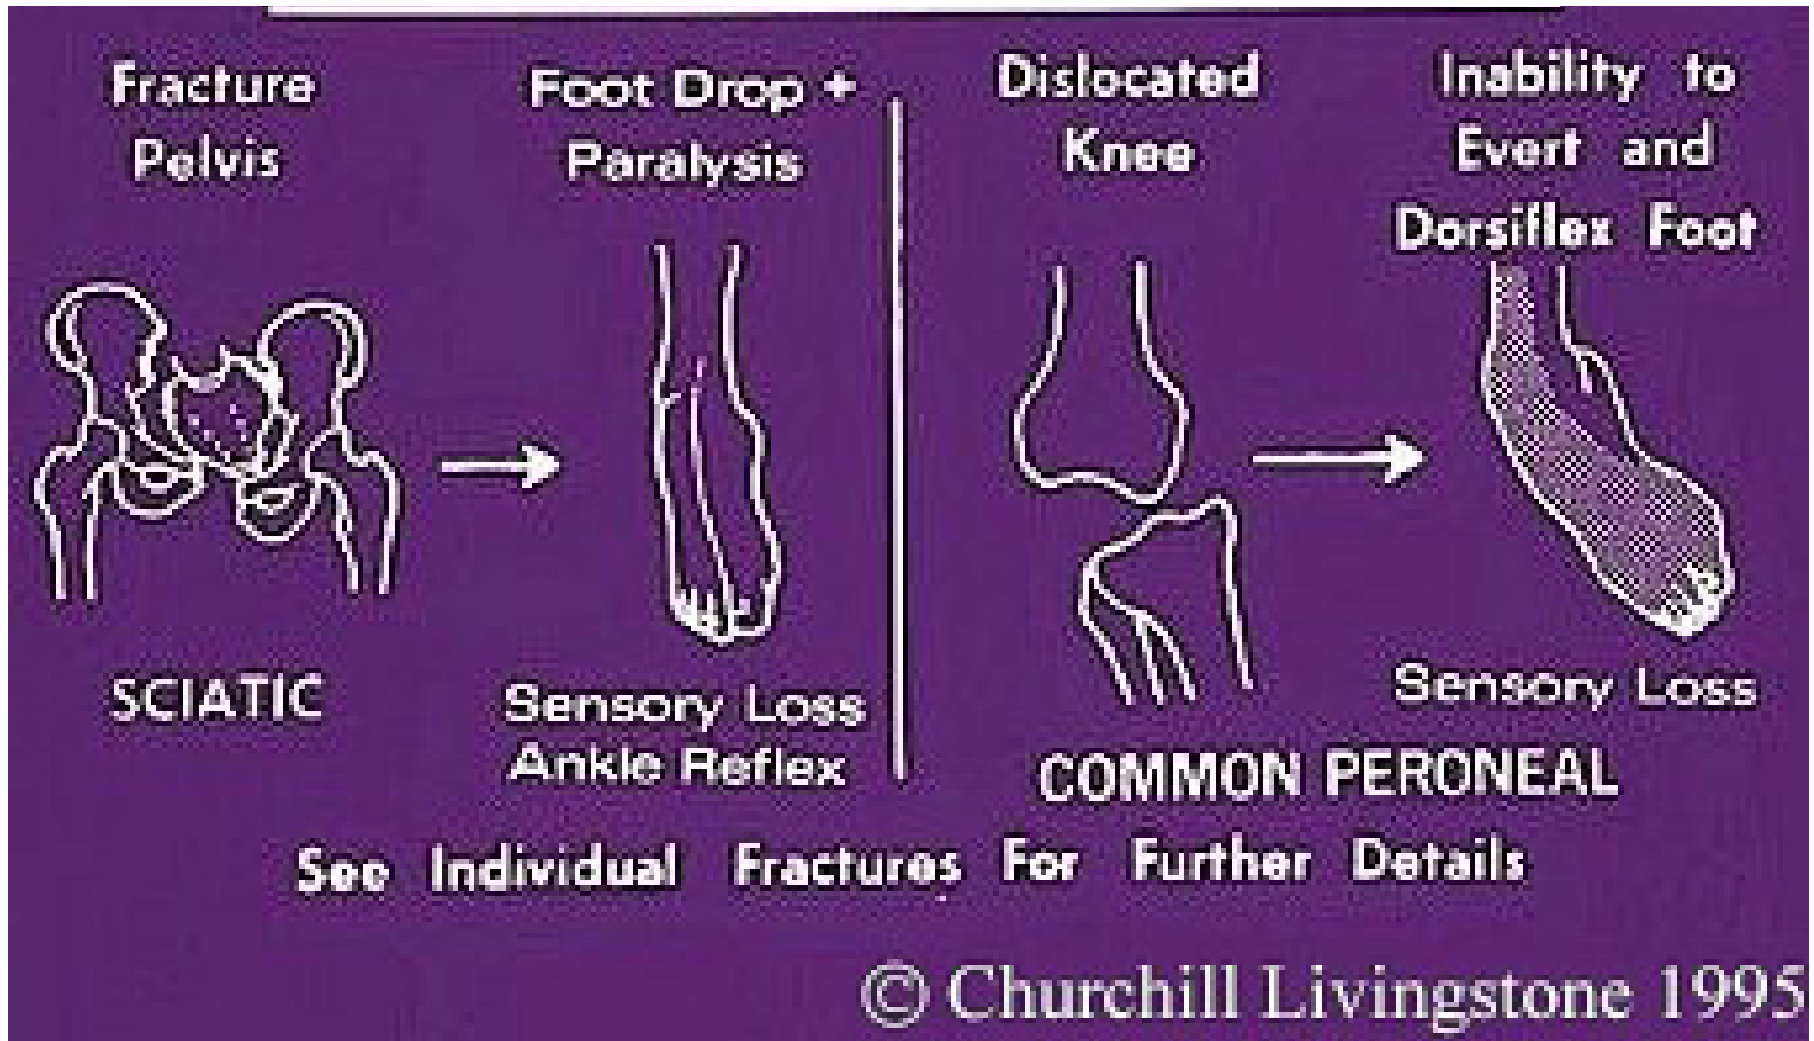 Fracture
Pelvis
Foot Drop +
Paralysis
SCIATIC
Sensory Loss
Ankle Reflex
Dislocated
Knee
Inability to
Evert and
Dorsiflex Foot
Sensory Loss
COMMON PERONEAL
See Individual Fractures For Further Details
© Churchill Livingstone 1995